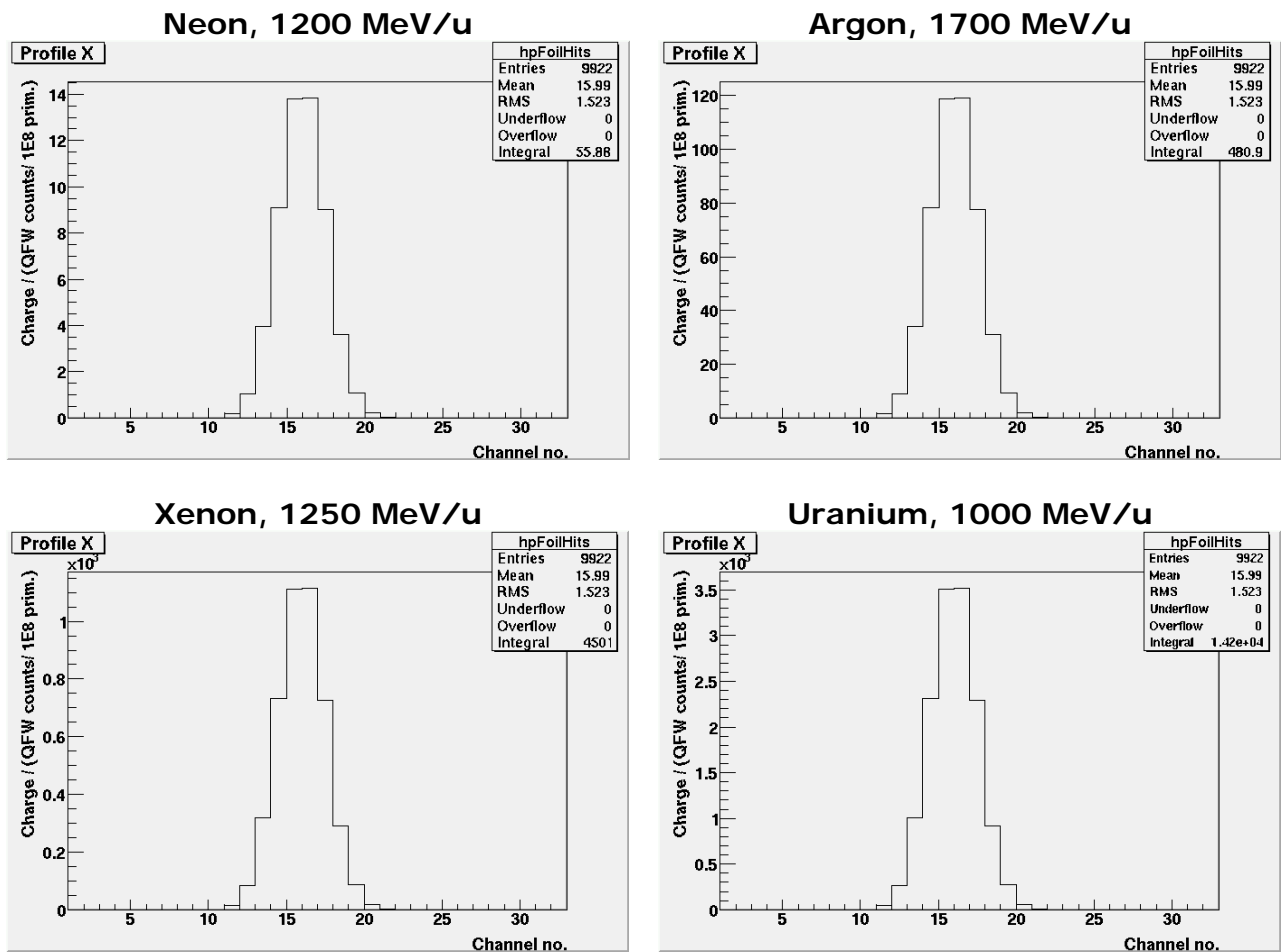 Neon, 1200 MeV/u
Profile X
hpFoilHits
Entries 9922
Mean 15.99
RMS 1.523
Underflow 0
Overflow 0
Integral 55.88
Charge / (QFW counts/ 1E8 prim.)
14
12
10
8
6
4
2
0
5 10 15 20 25 30
Channel no.
Argon, 1700 MeV/u
Profile X
hpFoilHits
Entries 9922
Mean 15.99
RMS 1.523
Underflow 0
Overflow 0
Integral 480.9
Charge / (QFW counts/ 1E8 prim.)
120
100
80
60
40
20
0
5 10 15 20 25 30
Channel no.
Xenon, 1250 MeV/u
Profile X
×10³
hpFoilHits
Entries 9922
Mean 15.99
RMS 1.523
Underflow 0
Overflow 0
Integral 4501
Charge / (QFW counts/ 1E8 prim.)
1
0.8
0.6
0.4
0.2
0
5 10 15 20 25 30
Channel no.
Uranium, 1000 MeV/u
Profile X
×10³
hpFoilHits
Entries 9922
Mean 15.99
RMS 1.523
Underflow 0
Overflow 0
Integral 1.42e+04
Charge / (QFW counts/ 1E8 prim.)
3.5
3
2.5
2
1.5
1
0.5
0
5 10 15 20 25 30
Channel no.